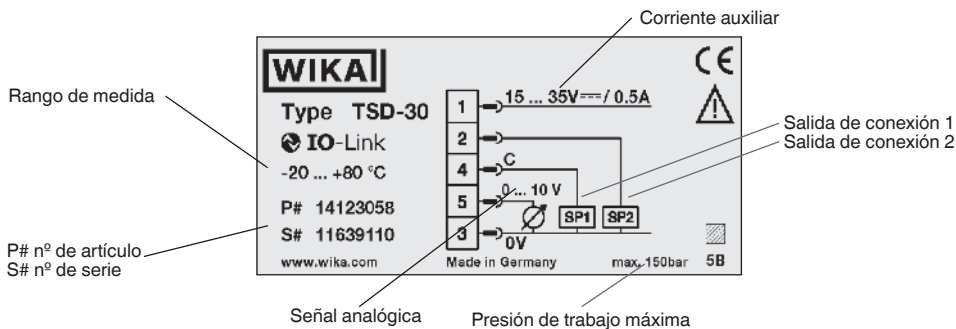 Corriente auxiliar
WIKA
Rango de medida
Type TSD-30
IO-Link
-20 ... +80 °C
P# 14123058
S# 11639110
www.wika.com
1
2
4
5
3
15 ... 35V⎓/ 0.5A
C
0 ... 10 V
0V
SP1
SP2
CE
Salida de conexión 1
Salida de conexión 2
P# nº de artículo
S# nº de serie
Made in Germany
max. 150bar
5B
Señal analógica
Presión de trabajo máxima